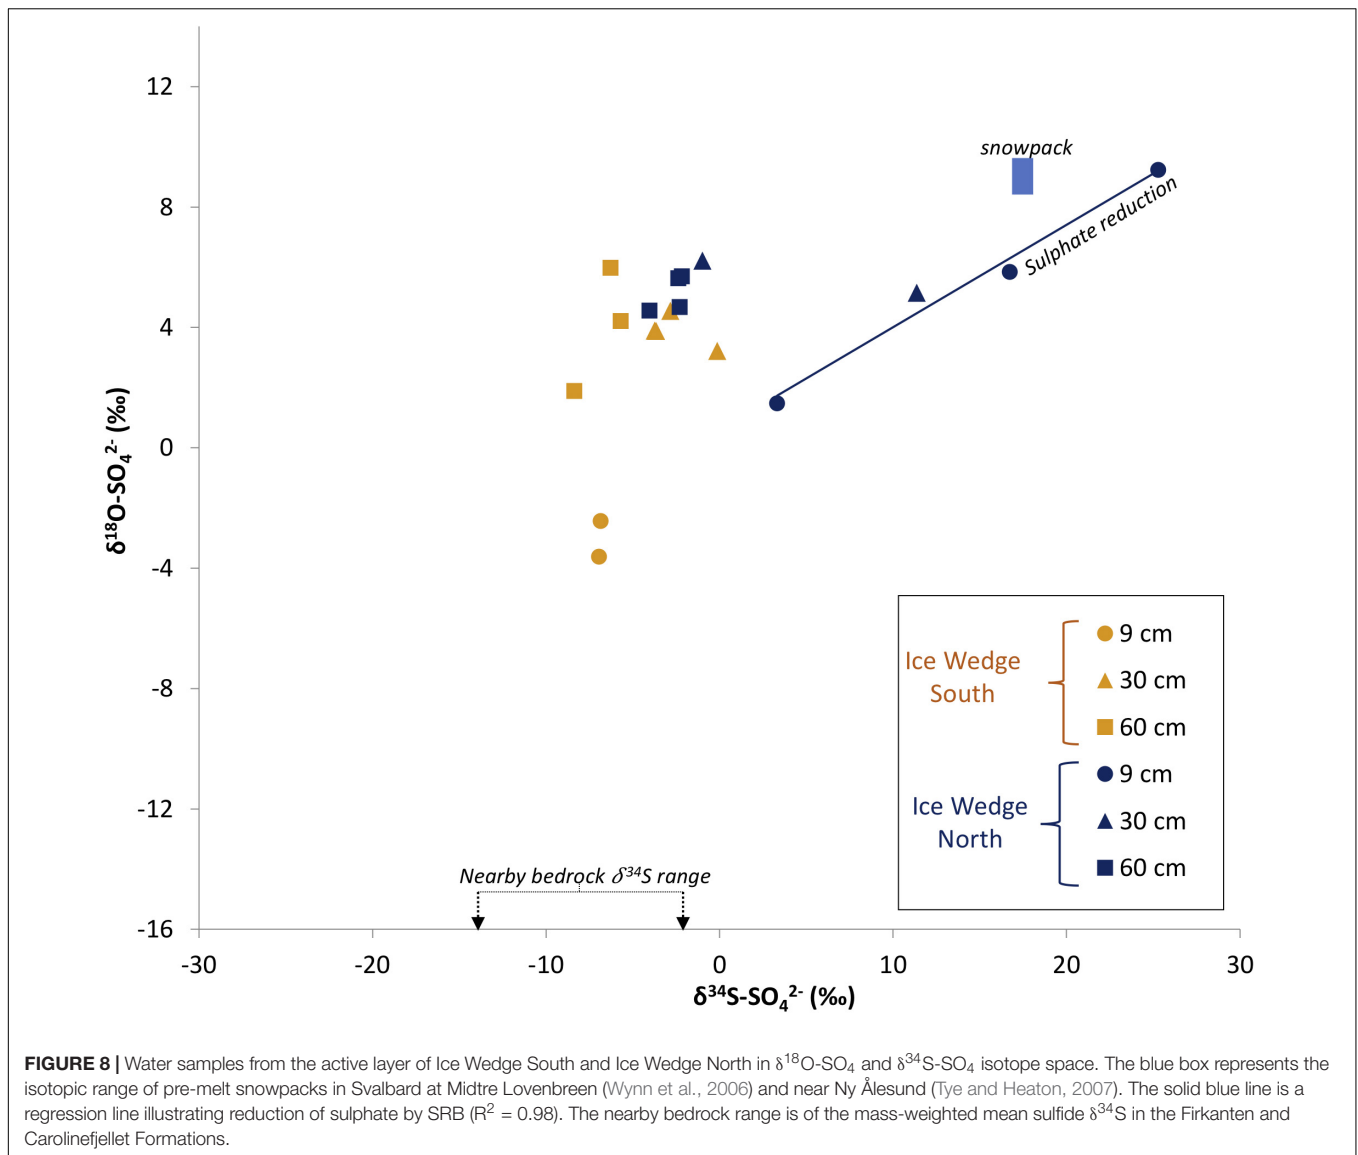 12
8
4
0
-4
-8
-12
-16
δ¹⁸O-SO₄²⁻ (‰)
snowpack
Sulphate reduction
Ice Wedge
South
9 cm
30 cm
60 cm
Ice Wedge
North
9 cm
30 cm
60 cm
Nearby bedrock δ³⁴S range
-30 -20 -10 0 10 20 30
δ³⁴S-SO₄²⁻ (‰)
FIGURE 8 | Water samples from the active layer of Ice Wedge South and Ice Wedge North in δ¹⁸O-SO₄ and δ³⁴S-SO₄ isotope space. The blue box represents the
isotopic range of pre-melt snowpacks in Svalbard at Midtre Lovenbreen (Wynn et al., 2006) and near Ny Ålesund (Tye and Heaton, 2007). The solid blue line is a
regression line illustrating reduction of sulphate by SRB (R² = 0.98). The nearby bedrock range is of the mass-weighted mean sulfide δ³⁴S in the Firkanten and
Carolinefjellet Formations.